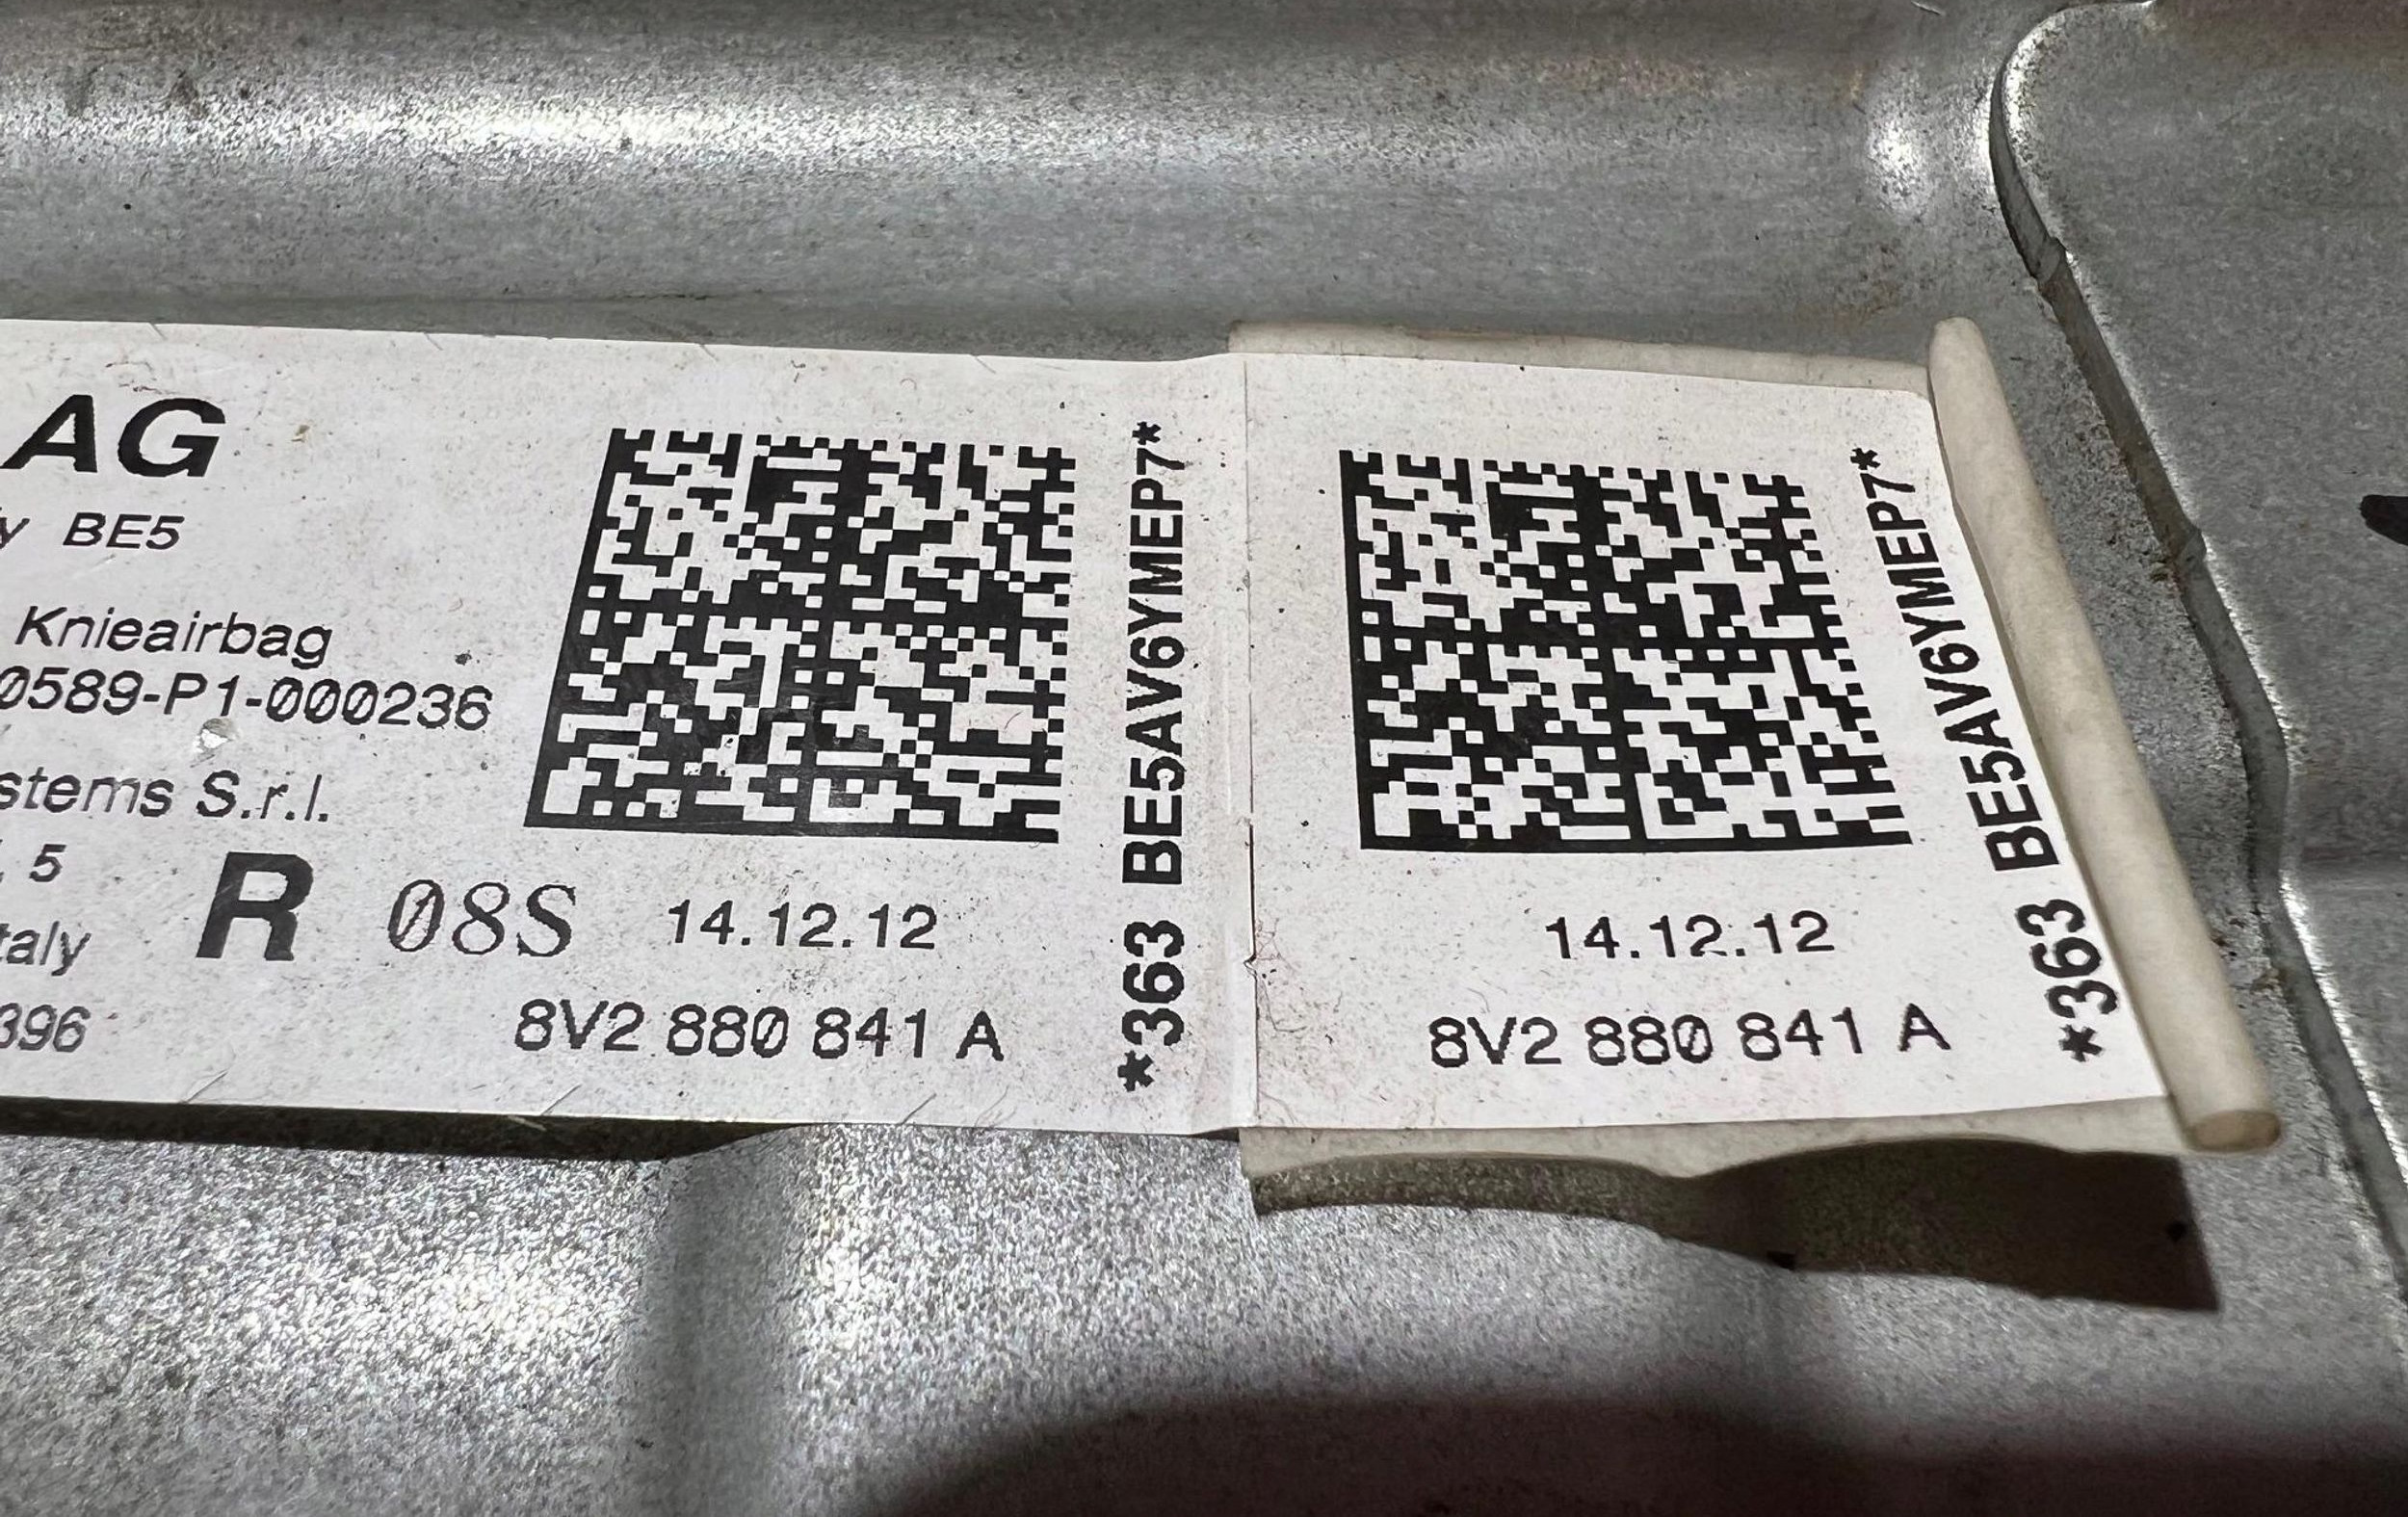 AG
y BE5
Knieairbag
0589-P1-000236
stems S.r.l.
. 5
taly
396
R 08S 14.12.12
8V2 880 841 A
*363 BE5AV6YMEP7*
14.12.12
8V2 880 841 A
*363 BE5AV6YMEP7*